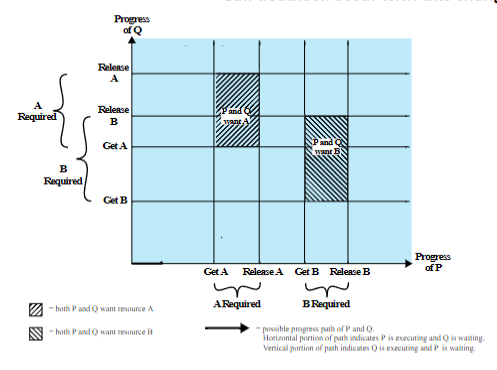 Progress
of Q
Release
A
A
Required
Release
B
P and Q
want A
Get A
P and Q
want B
B
Required
Get B
Get A Release A Get B Release B
Progress
of P
A Required B Required
= both P and Q want resource A
= both P and Q want resource B
= possible progress path of P and Q.
Horizontal portion of path indicates P is executing and Q is waiting.
Vertical portion of path indicates Q is executing and P is waiting.